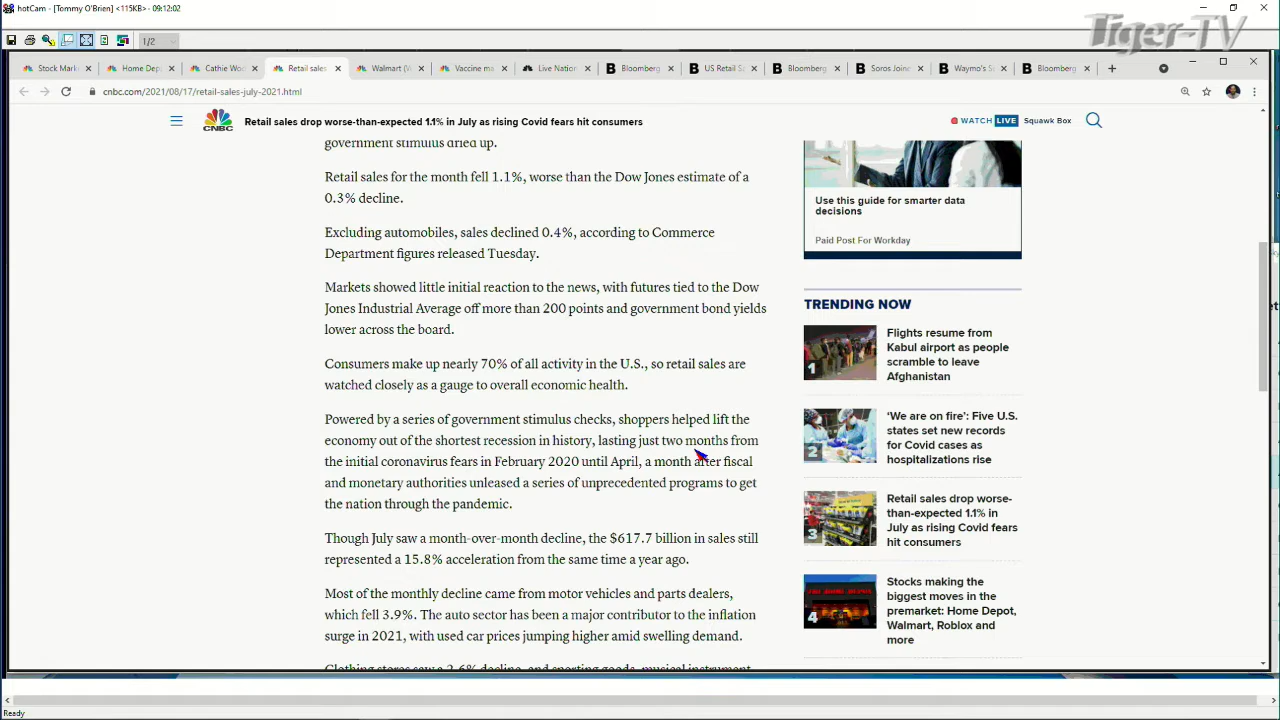 hotCam - [Tommy O'Brien] <=115KB>- 09:12:02
Tiger-TV
1/2
Stock Mark
Home Dep
Cathie Woo
Retail sales
Walmart (W
Vaccine ma
Live Nation
Bloomberg
US Retail S
Bloomberg
Soros Joine
Waymo's S
Bloomberg
cnbc.com/2021/08/17/retail-sales-july-2021.html
CNBC
Retail sales drop worse-than-expected 1.1% in July as rising Covid fears hit consumers
WATCH LIVE Squawk Box
government stimulus dried up.
Retail sales for the month fell 1.1%, worse than the Dow Jones estimate of a
0.3% decline.
Excluding automobiles, sales declined 0.4%, according to Commerce
Department figures released Tuesday.
Markets showed little initial reaction to the news, with futures tied to the Dow
Jones Industrial Average off more than 200 points and government bond yields
lower across the board.
Consumers make up nearly 70% of all activity in the U.S., so retail sales are
watched closely as a gauge to overall economic health.
Powered by a series of government stimulus checks, shoppers helped lift the
economy out of the shortest recession in history, lasting just two months from
the initial coronavirus fears in February 2020 until April, a month after fiscal
and monetary authorities unleased a series of unprecedented programs to get
the nation through the pandemic.
Though July saw a month-over-month decline, the $617.7 billion in sales still
represented a 15.8% acceleration from the same time a year ago.
Most of the monthly decline came from motor vehicles and parts dealers,
which fell 3.9%. The auto sector has been a major contributor to the inflation
surge in 2021, with used car prices jumping higher amid swelling demand.
Clothing stores saw a 2.6% decline, and sporting goods, musical instrument
Use this guide for smarter data
decisions
Paid Post For Workday
TRENDING NOW
1
Flights resume from
Kabul airport as people
scramble to leave
Afghanistan
2
‘We are on fire’: Five U.S.
states set new records
for Covid cases as
hospitalizations rise
3
Retail sales drop worse-
than-expected 1.1% in
July as rising Covid fears
hit consumers
4
Stocks making the
biggest moves in the
premarket: Home Depot,
Walmart, Roblox and
more
Ready